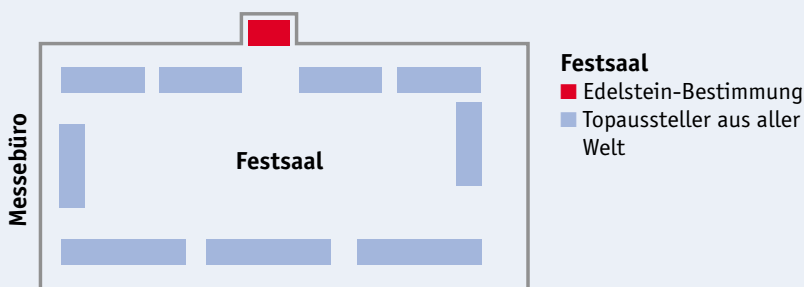 Messebüro
Festsaal
Festsaal
Edelstein-Bestimmung
Topaussteller aus aller
Welt